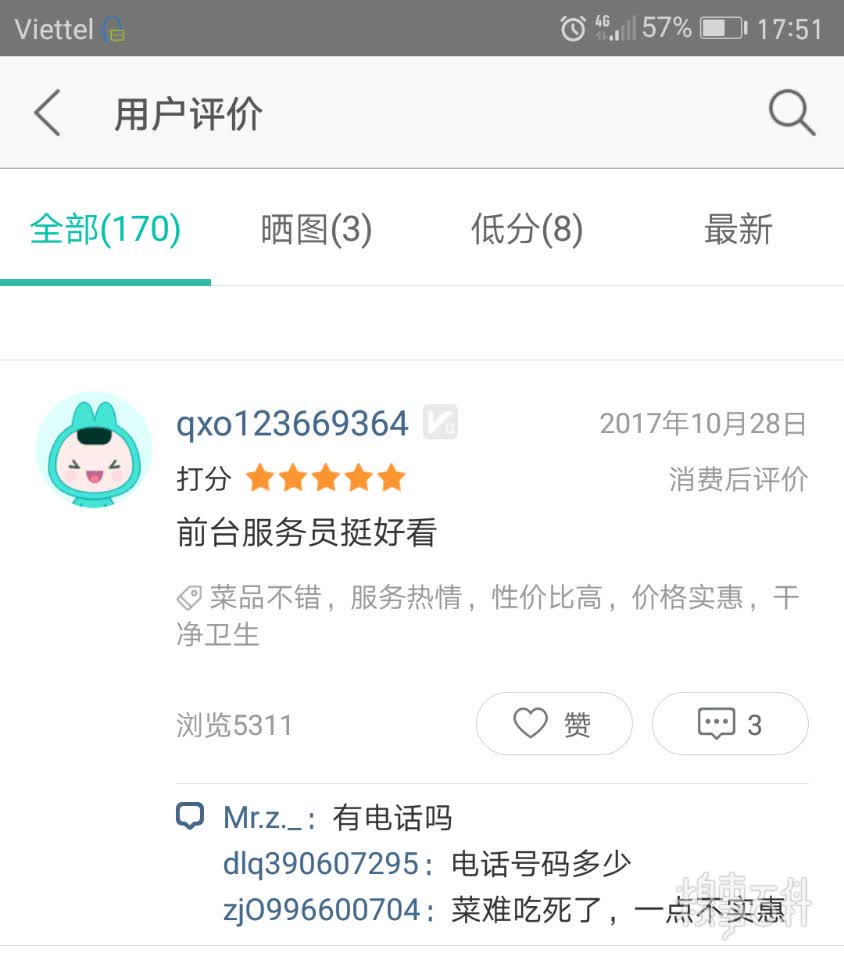 Viettel 4G 57% 17:51
用户评价
全部(170) 晒图(3) 低分(8) 最新
qxo123669364 2017年10月28日
打分 消费后评价
前台服务员挺好看
菜品不错，服务热情，性价比高，价格实惠，干
净卫生
浏览5311 赞 3
Mr.z._： 有电话吗
dlq390607295： 电话号码多少
zjO996600704： 菜难吃死了，一点不实惠
糗事百科